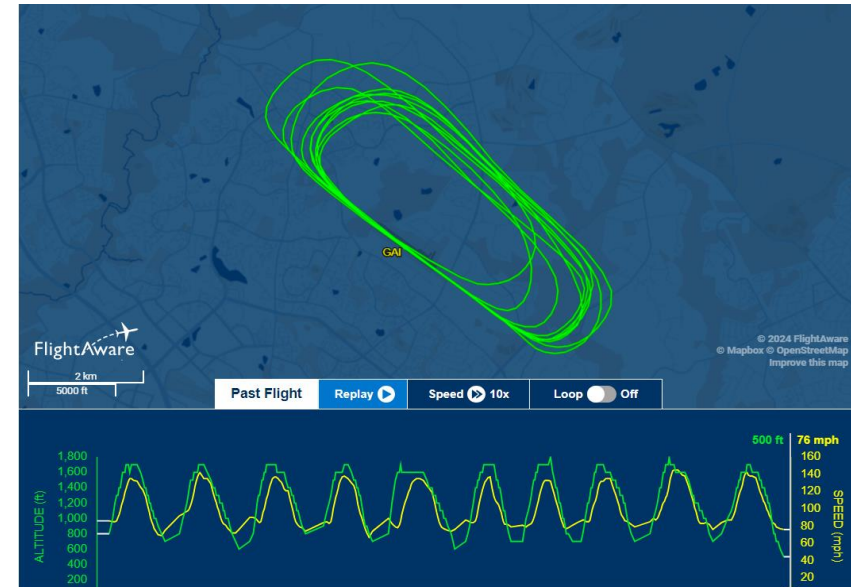 GAI
FlightAware
2 km
5000 ft
© 2024 FlightAware
© Mapbox © OpenStreetMap
Improve this map
Past Flight
Replay
Speed 10x
Loop Off
500 ft 76 mph
ALTITUDE (ft)
1,800
1,600
1,400
1,200
1,000
800
600
400
200
160
140
120
100
80
60
40
20
SPEED (mph)